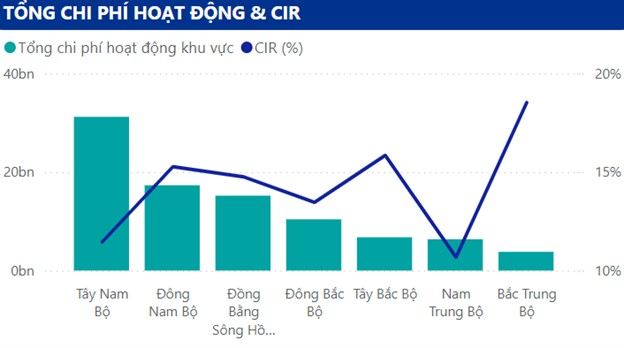 TỔNG CHI PHÍ HOẠT ĐỘNG & CIR
Tổng chi phí hoạt động khu vực CIR (%)
40bn 20%
20bn 15%
0bn 10%
Tây Nam Đông Đồng Đông Bắc Tây Bắc Bộ Nam Bắc Trung
Bộ Nam Bộ Bằng Bộ Trung Bộ Bộ
Sông Hồ...